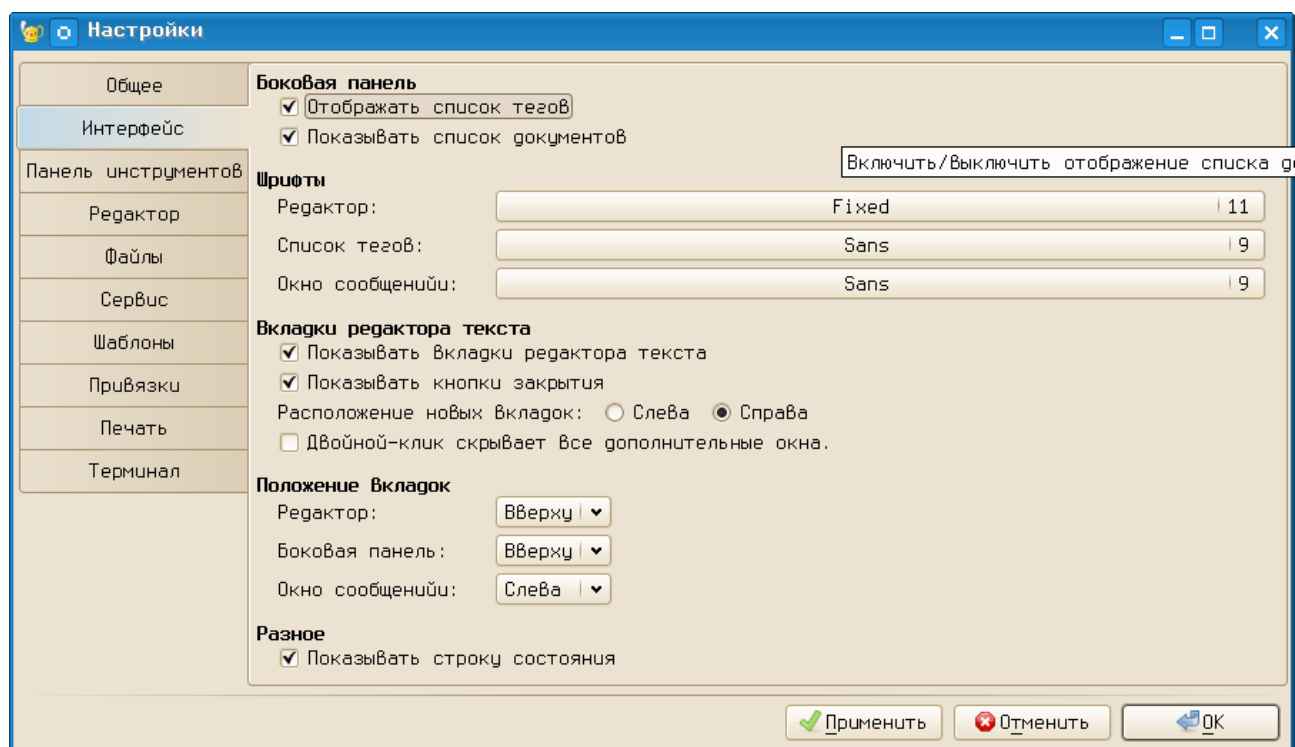 Настройки
Общее
Интерфейс
Панель инструментов
Редактор
Файлы
Сервис
Шаблоны
Привязки
Печать
Терминал
Боковая панель
Отображать список тегов
Показывать список документов
Включить/выключить отображение списка
Шрифты
Редактор: Fixed 11
Список тегов: Sans 9
Окно сообщенийи: Sans 9
Вкладки редактора текста
Показывать вкладки редактора текста
Показывать кнопки закрытия
Расположение новых вкладок: Слева Справа
Двойной-клик скрывает все дополнительные окна.
Положение вкладок
Редактор: Вверху
Боковая панель: Вверху
Окно сообщенийи: Слева
Разное
Показывать строку состояния
Применить Отменить OK